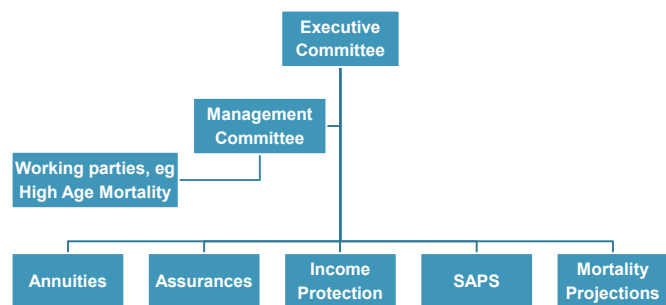 Executive
Committee
Management
Committee
Working parties, eg
High Age Mortality
Annuities
Assurances
Income
Protection
SAPS
Mortality
Projections